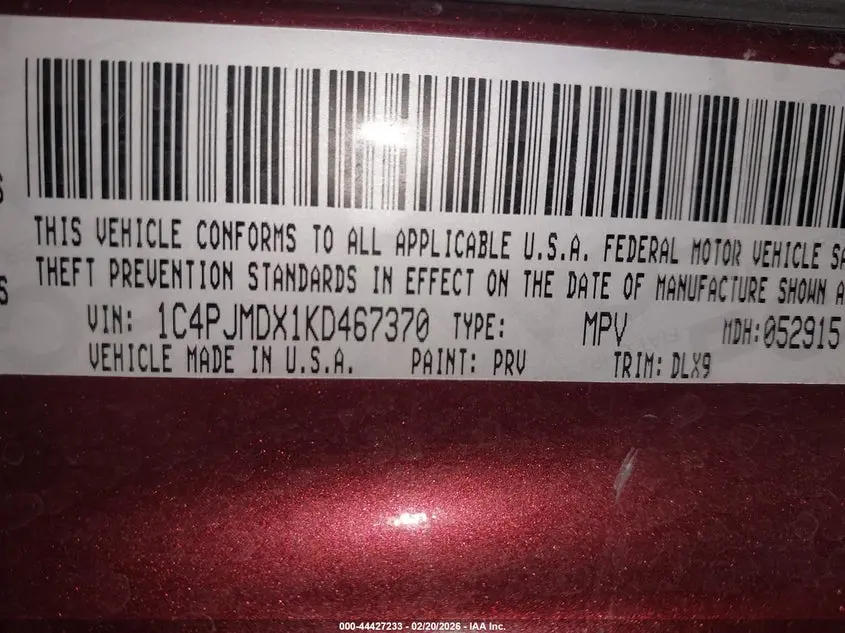 THIS VEHICLE CONFORMS TO ALL APPLICABLE U.S.A. FEDERAL MOTOR VEHICLE SA
THEFT PREVENTION STANDARDS IN EFFECT ON THE DATE OF MANUFACTURE SHOWN A
VIN: 1C4PJMDX1KD467370 TYPE: MPV MDH:052915
VEHICLE MADE IN U.S.A. PAINT: PRV TRIM: DLX9
000-44427233 - 02/20/2026 - IAA Inc.